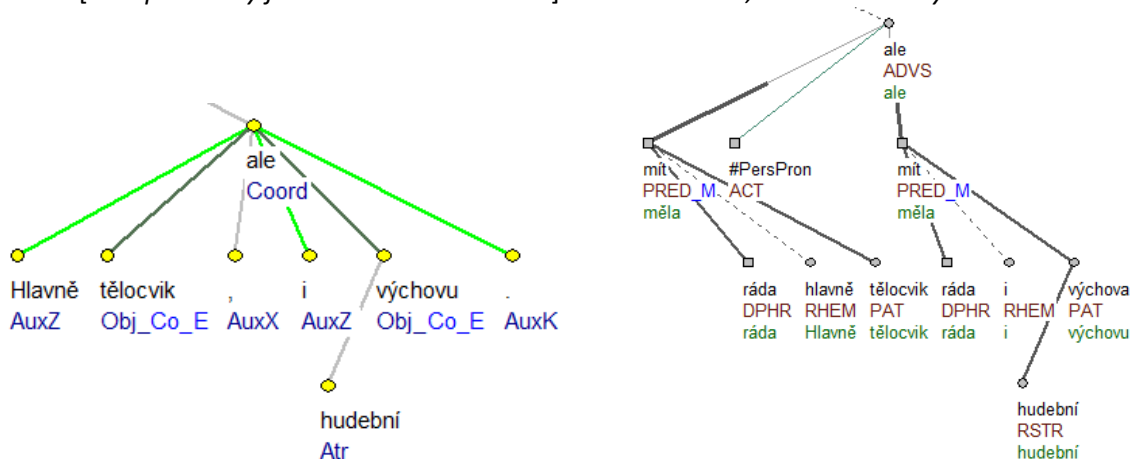 ale
Coord
Hlavně tělocvik , i výchovu .
AuxZ Obj_Co_E AuxX AuxZ Obj_Co_E AuxK
hudební
Atr
ale
ADVS
ale
mít #PersPron mít
PRED_M ACT PRED_M
měla měla
ráda hlavně tělocvik ráda i výchova
DPHR RHEM PAT DPHR RHEM PAT
ráda Hlavně tělocvik ráda i výchovu
hudební
RSTR
hudební